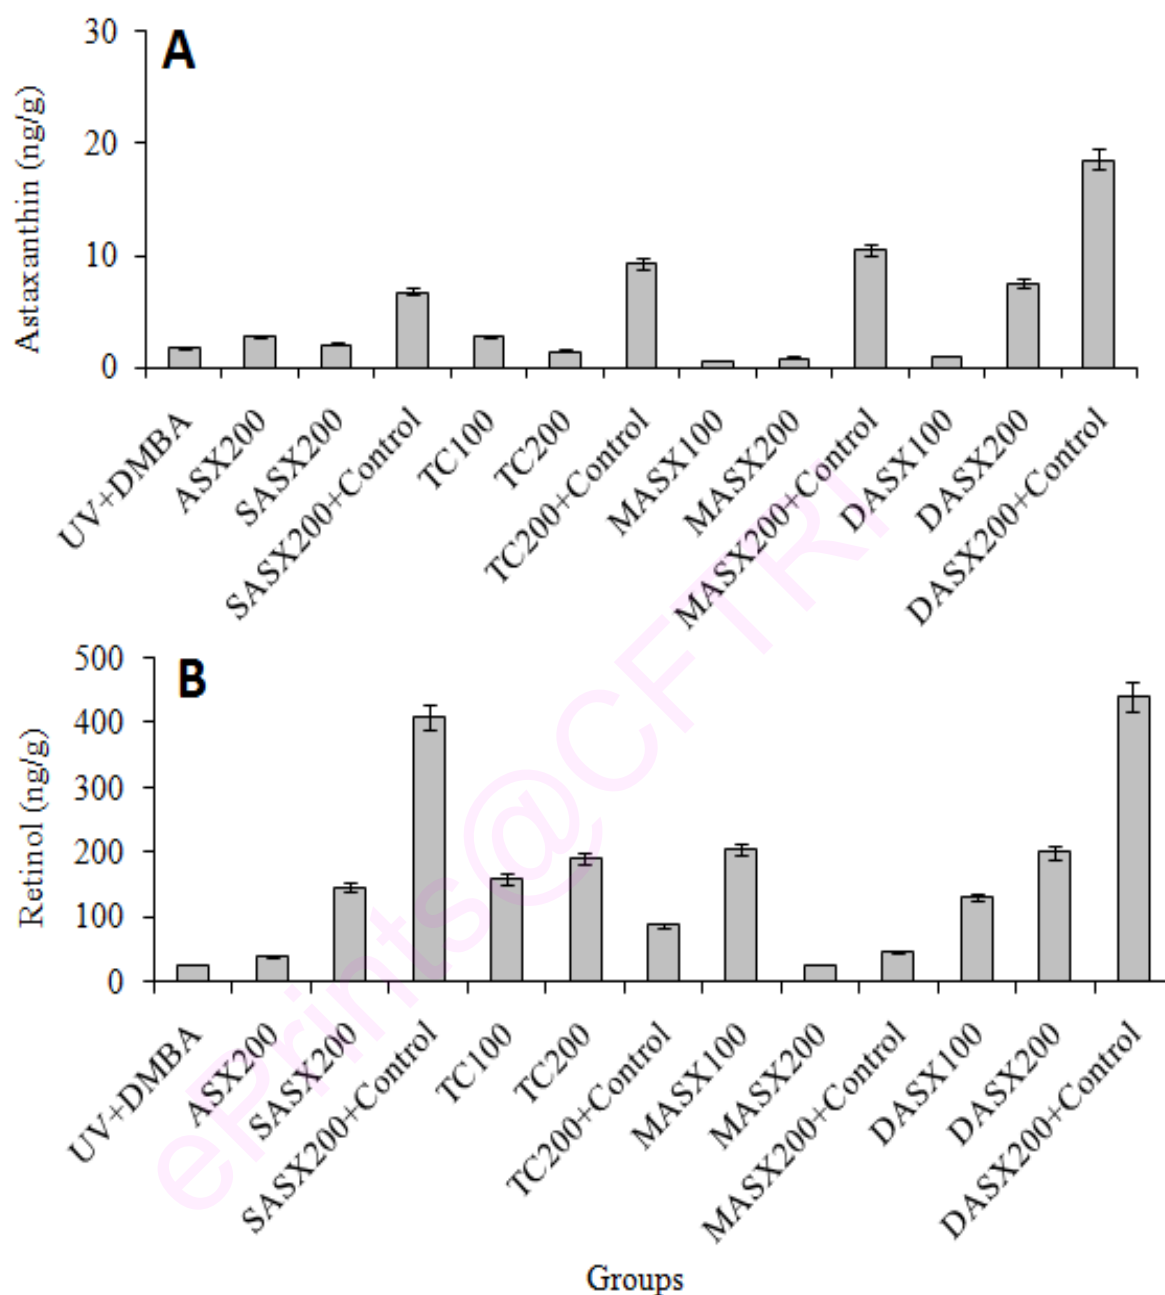 A
Astaxanthin (ng/g)
30
20
10
0
UV+DMBA
ASX200
SASX200
SASX200+Control
TC100
TC200
TC200+Control
MASX100
MASX200
MASX200+Control
DASX100
DASX200
DASX200+Control
B
Retinol (ng/g)
500
400
300
200
100
0
UV+DMBA
ASX200
SASX200
SASX200+Control
TC100
TC200
TC200+Control
MASX100
MASX200
MASX200+Control
DASX100
DASX200
DASX200+Control
Groups
ePrints@CFTRI